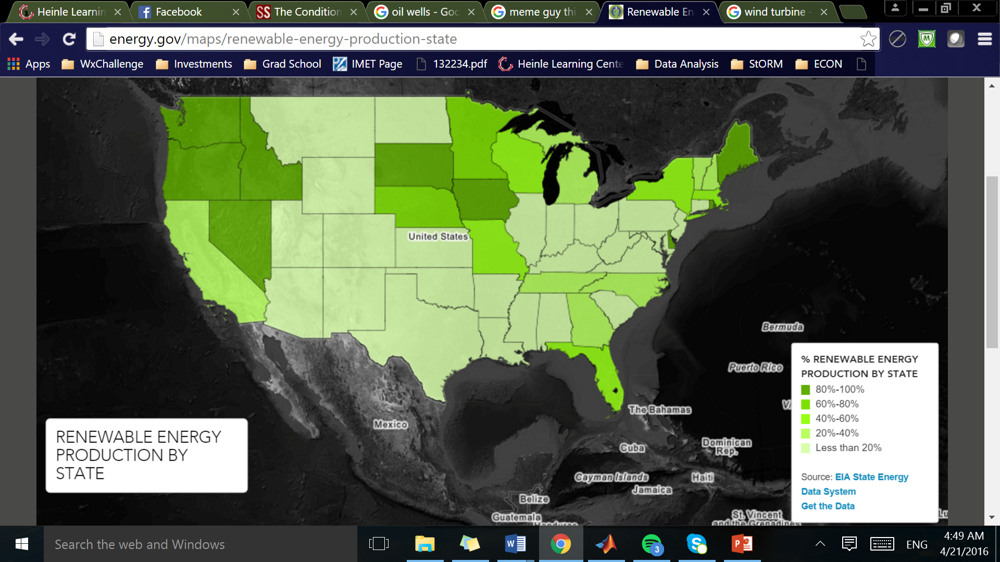 Heinle Learnin
Facebook
The Condition
oil wells - Goo
meme guy thi
Renewable En
wind turbine -
energy.gov/maps/renewable-energy-production-state
Apps WxChallenge Investments Grad School IMET Page 132234.pdf Heinle Learning Cente Data Analysis StORM ECON
United States
Bermuda
Puerto Rico
The Bahamas
Mexico
Cuba
Dominican
Rep.
Cayman Islands
Haiti
Jamaica
Belize
Guatemala
Honduras
St. Vincent
and the Grenadines
RENEWABLE ENERGY
PRODUCTION BY
STATE
% RENEWABLE ENERGY
PRODUCTION BY STATE
80%-100%
60%-80%
40%-60%
20%-40%
Less than 20%
Source: EIA State Energy
Data System
Get the Data
Search the web and Windows
3
ENG
4:49 AM
4/21/2016